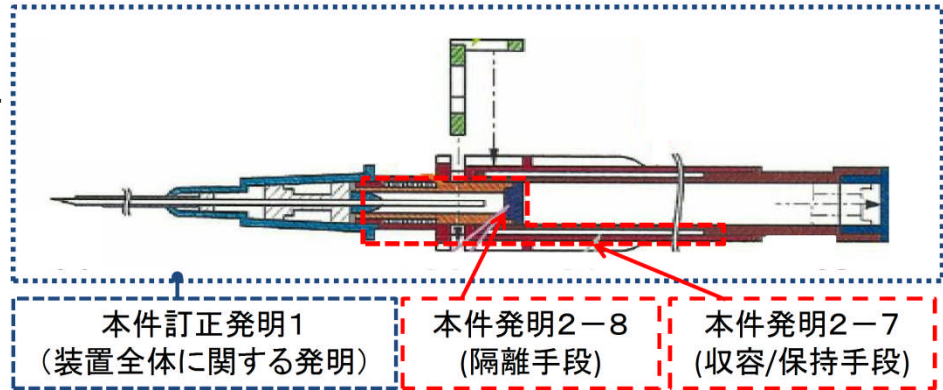 本件訂正発明1
(装置全体に関する発明)
本件発明2-8
(隔離手段)
本件発明2-7
(収容/保持手段)